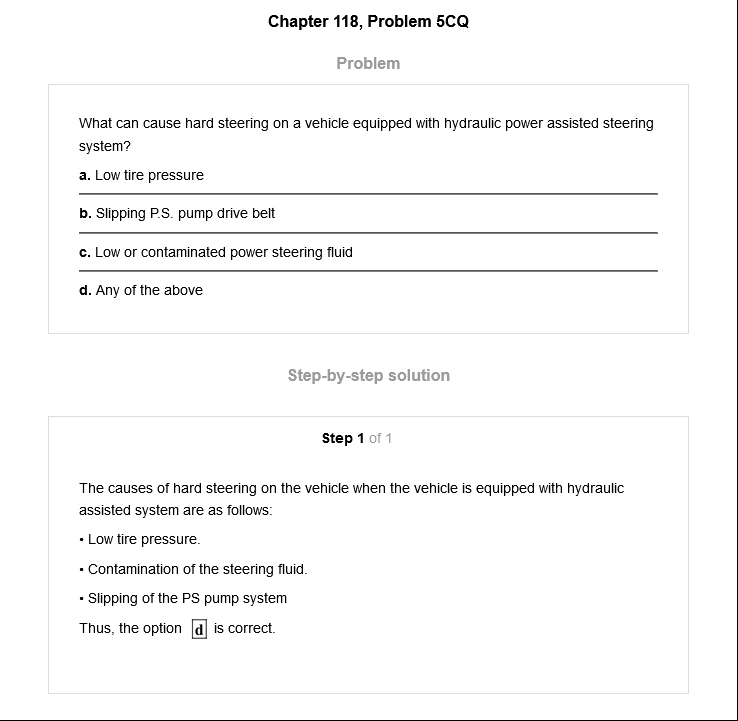 Chapter 118, Problem 5CQ
Problem
What can cause hard steering on a vehicle equipped with hydraulic power assisted steering
system?
a. Low tire pressure
b. Slipping P.S. pump drive belt
c. Low or contaminated power steering fluid
d. Any of the above
Step-by-step solution
Step 1 of 1
The causes of hard steering on the vehicle when the vehicle is equipped with hydraulic
assisted system are as follows:
• Low tire pressure.
• Contamination of the steering fluid.
• Slipping of the PS pump system
Thus, the option d is correct.